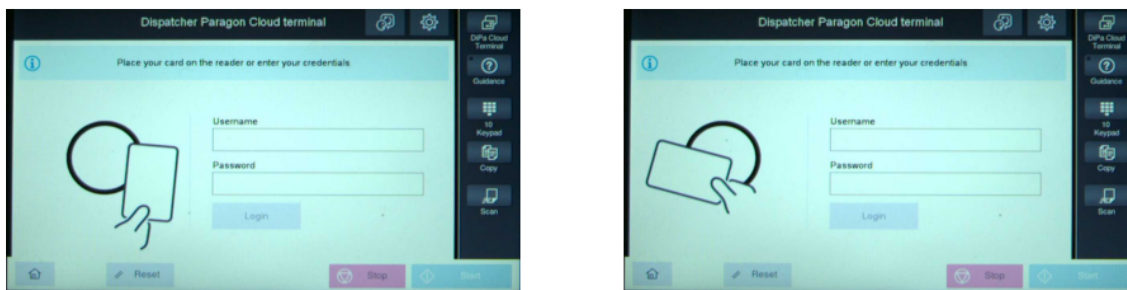 Dispatcher Paragon Cloud terminal
Place your card on the reader or enter your credentials
Username
Password
Login
Reset
Stop
Start
DiPa Cloud
Terminal
Guidance
10
Keypad
Copy
Scan
Dispatcher Paragon Cloud terminal
Place your card on the reader or enter your credentials
Username
Password
Login
Reset
Stop
Start
DiPa Cloud
Terminal
Guidance
10
Keypad
Copy
Scan